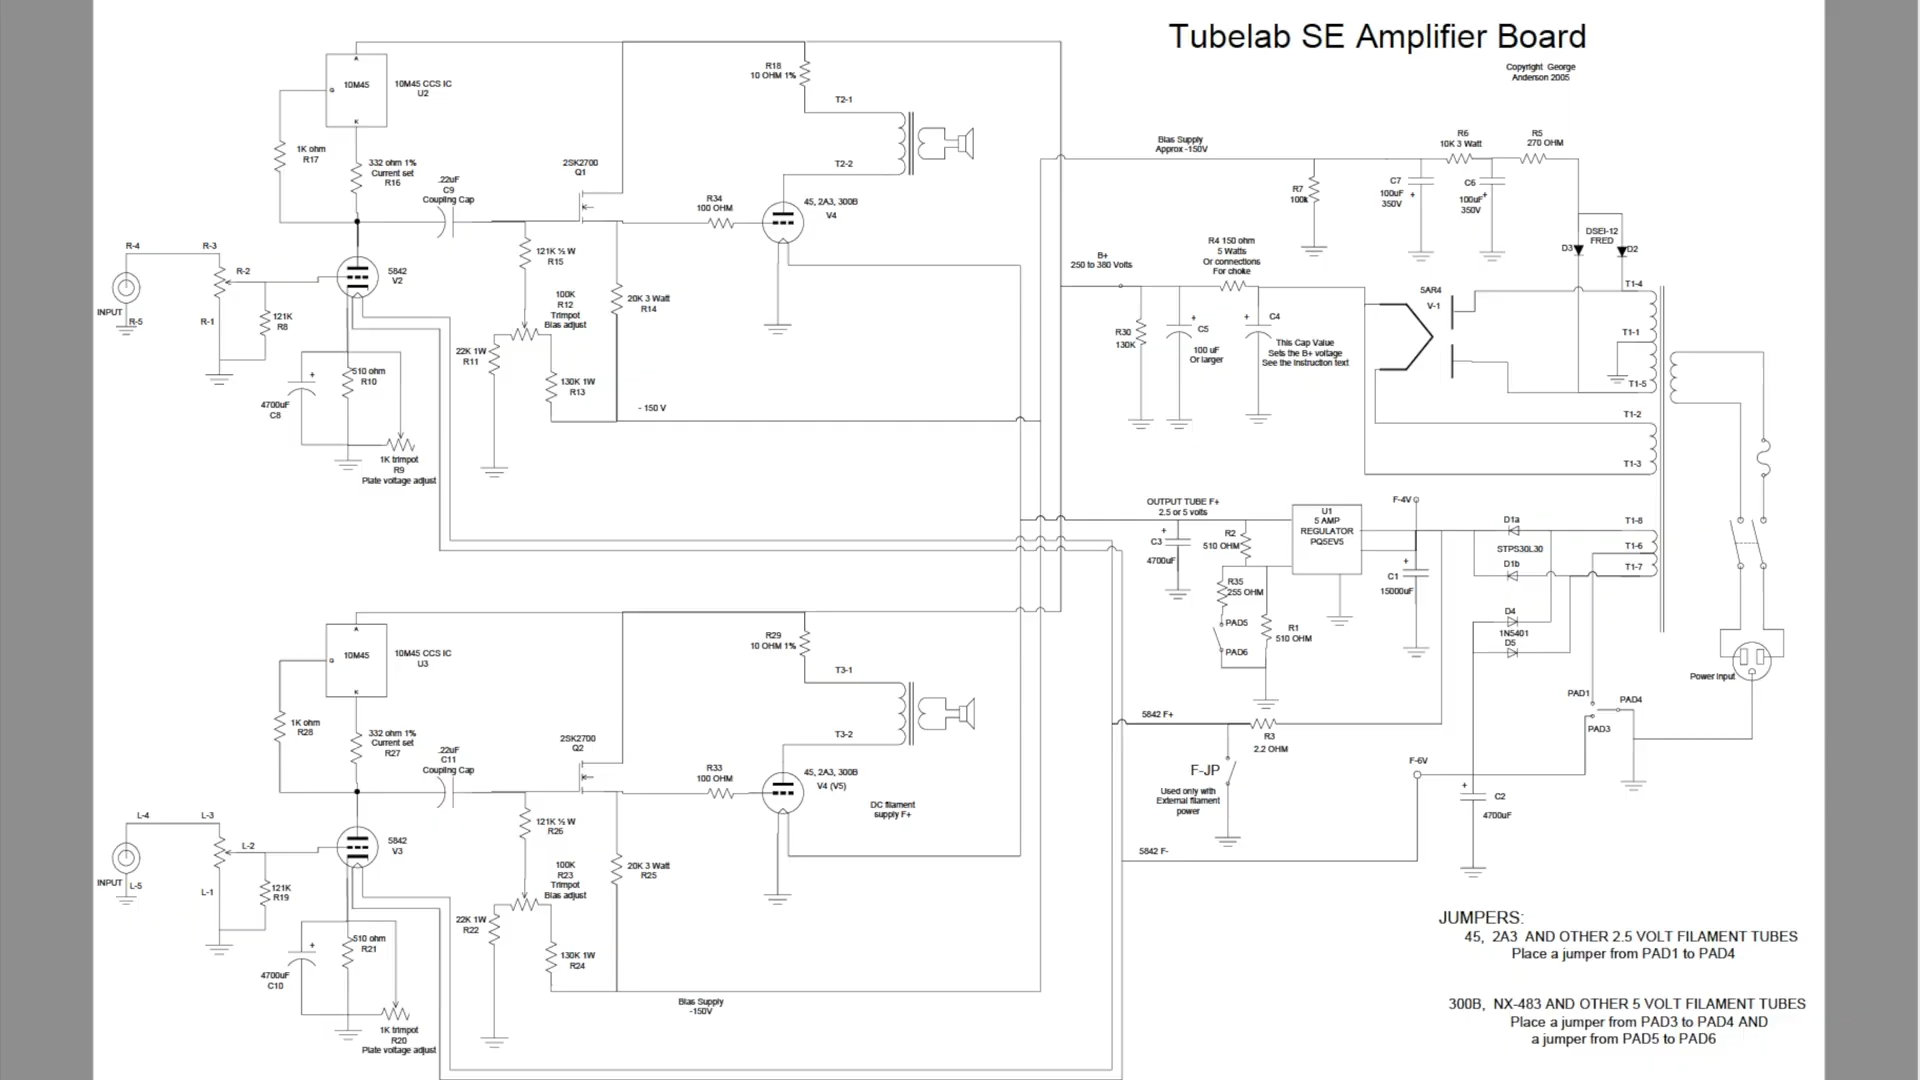 Tubelab SE Amplifier Board
Copyright George
Anderson 2005
A
10M45
G
K
10M45 CCS IC
U2
1K ohm
R17
332 ohm 1%
Current set
R16
.22uF
C9
Coupling Cap
2SK2700
Q1
R18
10 OHM 1%
T2-1
T2-2
R34
100 OHM
45, 2A3, 300B
V4
R-4
R-3
R-2
INPUT
R-5
R-1
121K
R8
5842
V2
121K ½ W
R15
100K
R12
Trimpot
Bias adjust
20K 3 Watt
R14
22K 1W
R11
130K 1W
R13
- 150 V
510 ohm
R10
+
4700uF
C8
1K trimpot
R9
Plate voltage adjust
Bias Supply
Approx -150V
R6
10K 3 Watt
R5
270 OHM
R7
100k
C7
100uF
350V
+
C6
100uF
350V
+
DSEI-12
FRED
D3
D2
B+
250 to 380 Volts
R4 150 ohm
5 Watts
Or connections
For choke
R30
130K
+
C5
100 uF
Or larger
+
C4
This Cap Value
Sets the B+ voltage
See the instruction text
5AR4
V-1
T1-4
T1-1
T1-5
T1-2
T1-3
OUTPUT TUBE F+
2.5 or 5 volts
+
C3
4700uF
R2
510 OHM
U1
5 AMP
REGULATOR
PQ5EV5
F-4V
+
C1
15000uF
D1a
STPS30L30
D1b
T1-8
T1-6
T1-7
D4
1N5401
D5
R35
255 OHM
PAD5
PAD6
R1
510 OHM
Power input
PAD1
PAD4
PAD3
5842 F+
R3
2.2 OHM
F-JP
Used only with
External filament
power
F-6V
+
C2
4700uF
5842 F-
A
10M45
G
K
10M45 CCS IC
U3
1K ohm
R28
332 ohm 1%
Current set
R27
.22uF
C11
Coupling Cap
2SK2700
Q2
R29
10 OHM 1%
T3-1
T3-2
R33
100 OHM
45, 2A3, 300B
V4 (V5)
DC filament
supply F+
L-4
L-3
L-2
INPUT
L-5
L-1
121K
R19
5842
V3
121K ½ W
R26
100K
R23
Trimpot
Bias adjust
20K 3 Watt
R25
22K 1W
R22
130K 1W
R24
510 ohm
R21
+
4700uF
C10
1K trimpot
R20
Plate voltage adjust
Bias Supply
-150V
JUMPERS:
45, 2A3 AND OTHER 2.5 VOLT FILAMENT TUBES
Place a jumper from PAD1 to PAD4
300B, NX-483 AND OTHER 5 VOLT FILAMENT TUBES
Place a jumper from PAD3 to PAD4 AND
a jumper from PAD5 to PAD6